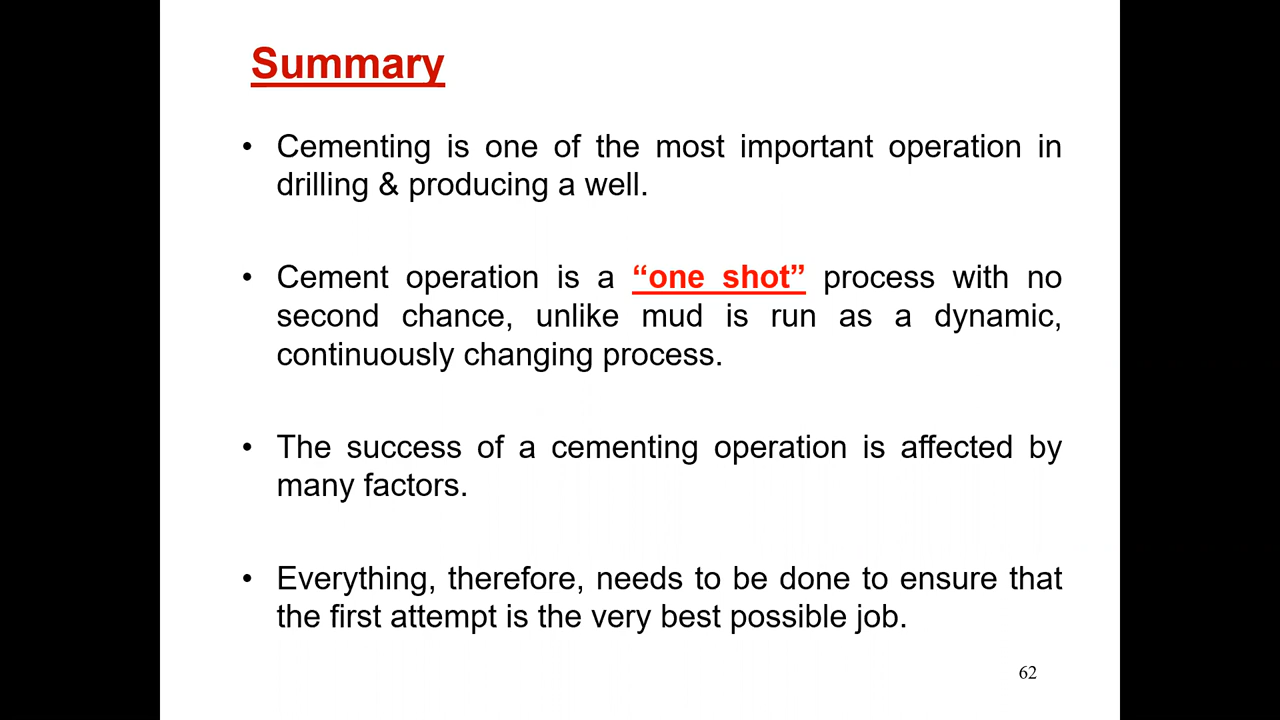 Summary
• Cementing is one of the most important operation in
drilling & producing a well.
• Cement operation is a “one shot” process with no
second chance, unlike mud is run as a dynamic,
continuously changing process.
• The success of a cementing operation is affected by
many factors.
• Everything, therefore, needs to be done to ensure that
the first attempt is the very best possible job.
62